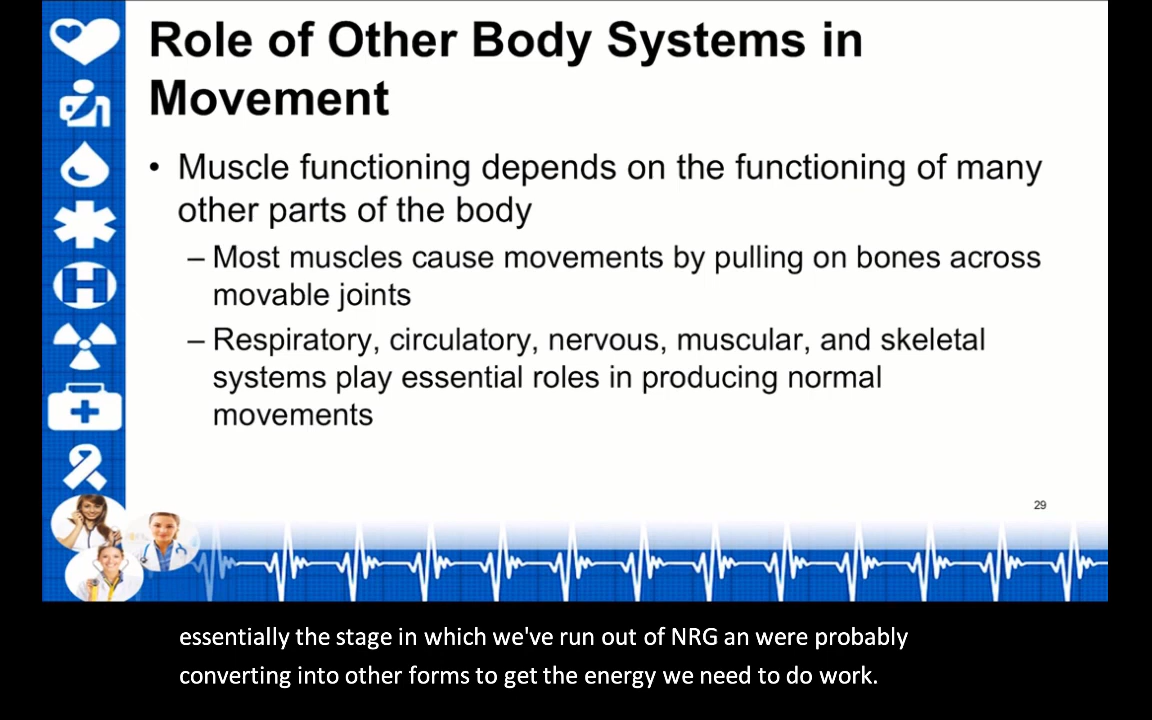 Role of Other Body Systems in
Movement
• Muscle functioning depends on the functioning of many
other parts of the body
– Most muscles cause movements by pulling on bones across
movable joints
– Respiratory, circulatory, nervous, muscular, and skeletal
systems play essential roles in producing normal
movements
29
essentially the stage in which we've run out of NRG an were probably
converting into other forms to get the energy we need to do work.
H